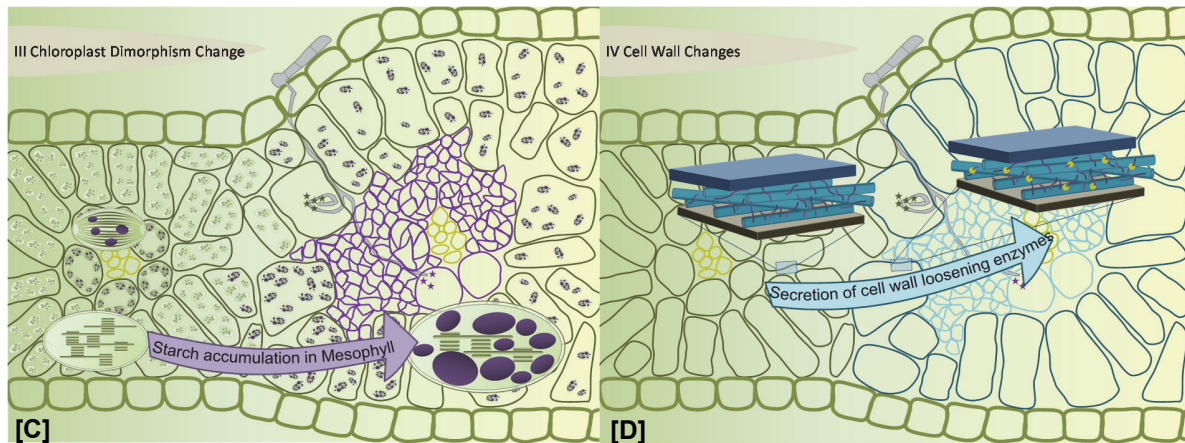 III Chloroplast Dimorphism Change
Starch accumulation in Mesophyll
[C]
IV Cell Wall Changes
Secretion of cell wall loosening enzymes
[D]